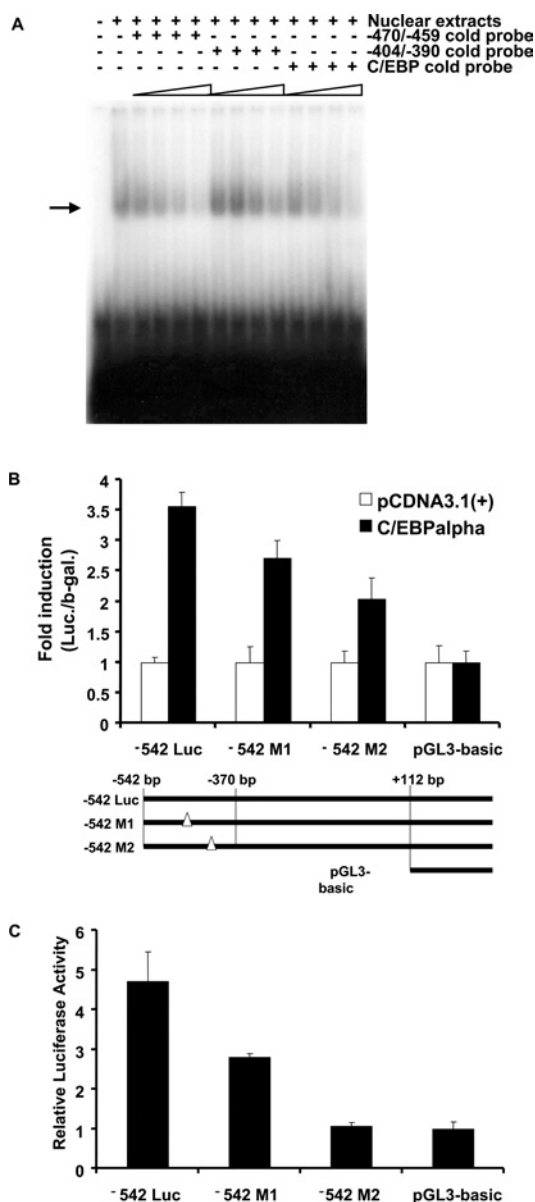 A
- + + + + + + + + + + + + + Nuclear extracts
- - + + + + - - - - - - - - -470/-459 cold probe
- - - - - - + + + + - - - - -404/-390 cold probe
- - - - - - - - - - + + + + C/EBP cold probe
B
Fold induction
(Luc./b-gal.)
4
3.5
3
2.5
2
1.5
1
0.5
0
pCDNA3.1(+)
C/EBPalpha
-542 Luc -542 M1 -542 M2 pGL3-basic
-542 bp -370 bp +112 bp
-542 Luc
-542 M1
-542 M2
pGL3-
basic
C
Relative Luciferase Activity
6
5
4
3
2
1
0
-542 Luc -542 M1 -542 M2 pGL3-basic